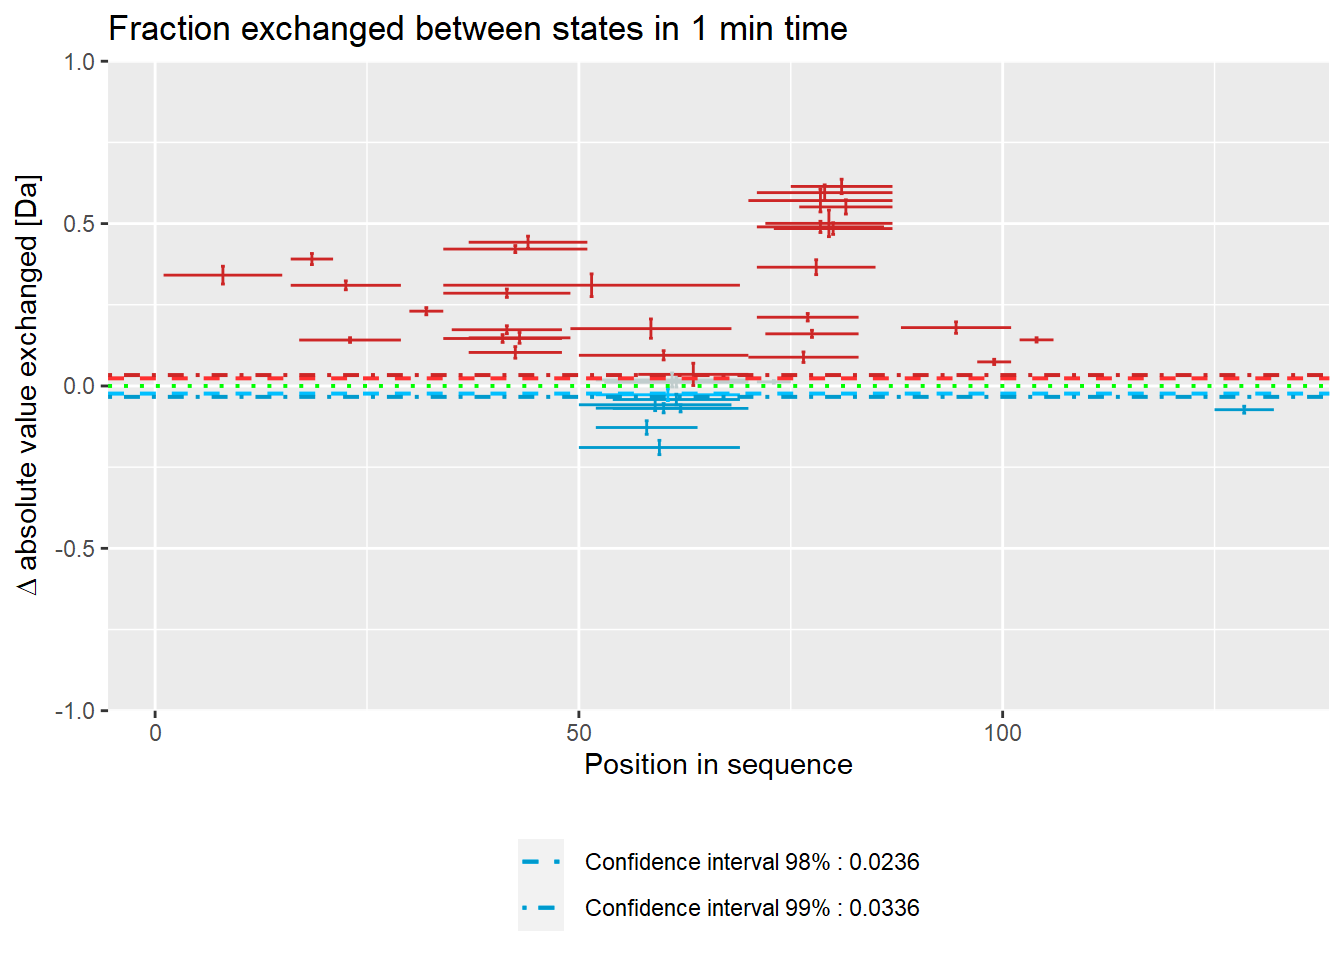 Fraction exchanged between states in 1 min time
Δ absolute value exchanged [Da]
1.0
0.5
0.0
-0.5
-1.0
0
50
100
Position in sequence
Confidence interval 98% : 0.0236
Confidence interval 99% : 0.0336